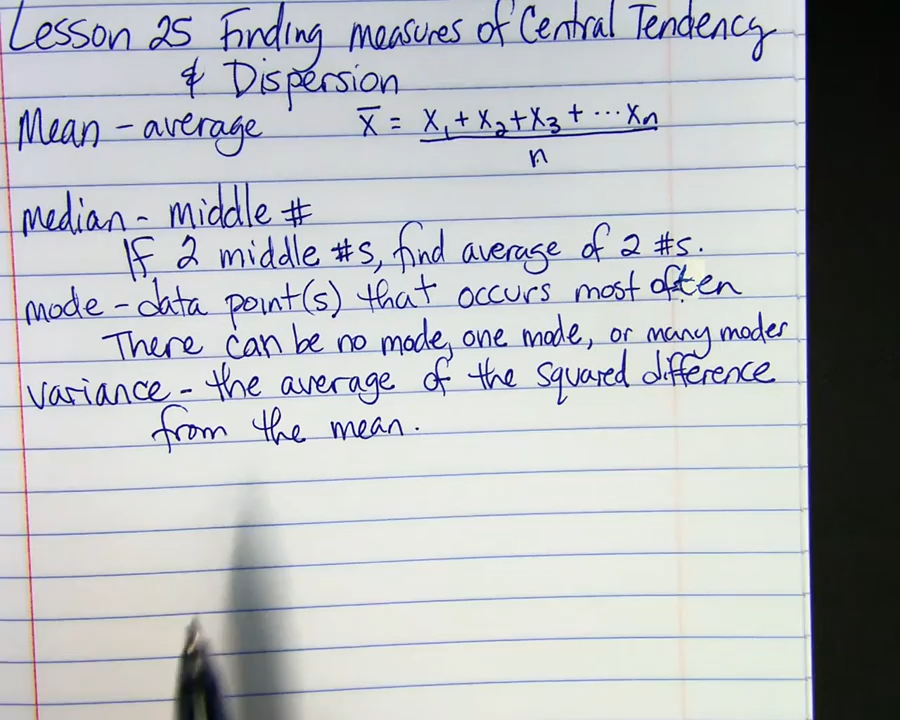 Lesson 25 Finding measures of Central Tendency
& Dispersion
Mean - average x̄ = x₁ + x₂ + x₃ + ··· xₙ / n
median - middle #
If 2 middle #s, find average of 2 #s.
mode - data point(s) that occurs most often
There can be no mode, one mode, or many modes
variance - the average of the squared difference
from the mean.